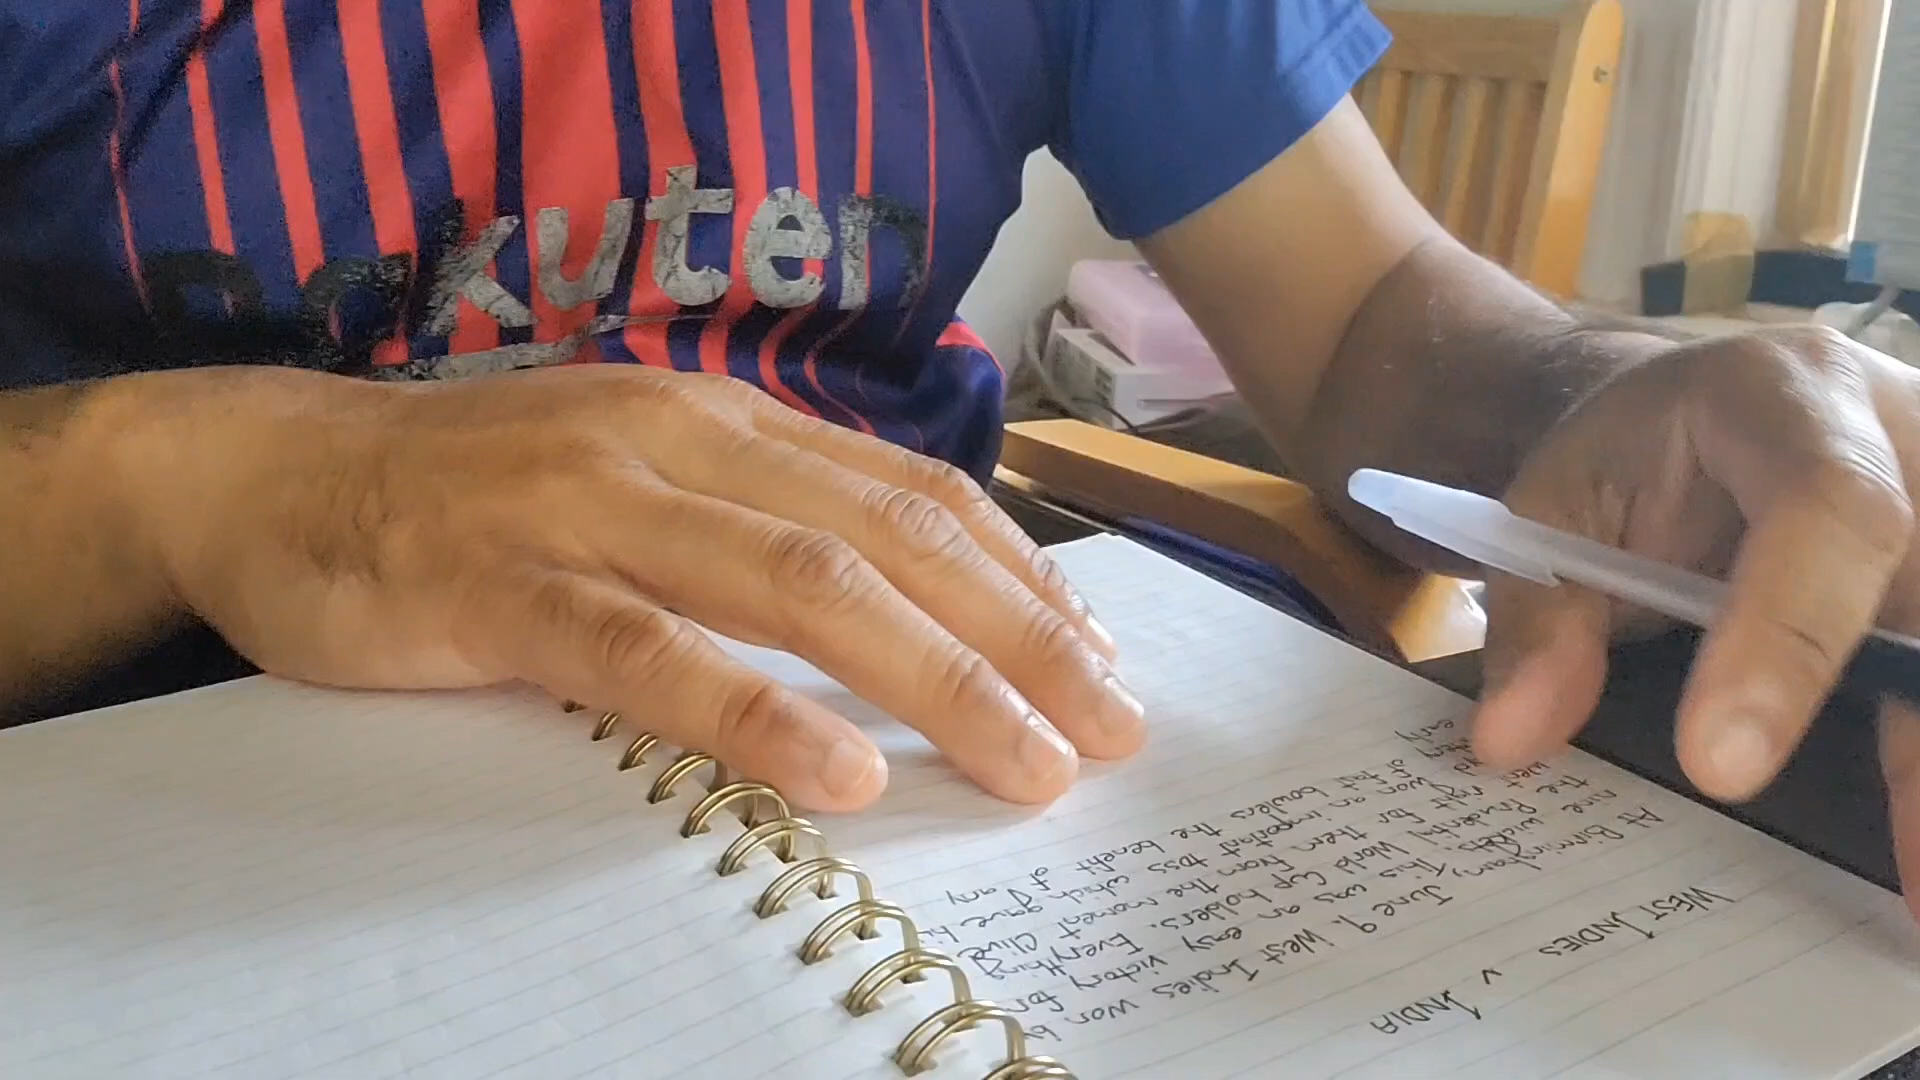 Rakuten
WEST INDIES v INDIA
At Birmingham, June 9. West Indies won by
nine wickets. This was an easy victory for
the Prudential World Cup holders. Everything
went right for them from the moment Clive
won an important toss which gave his
of fast bowlers the benefit of any
early